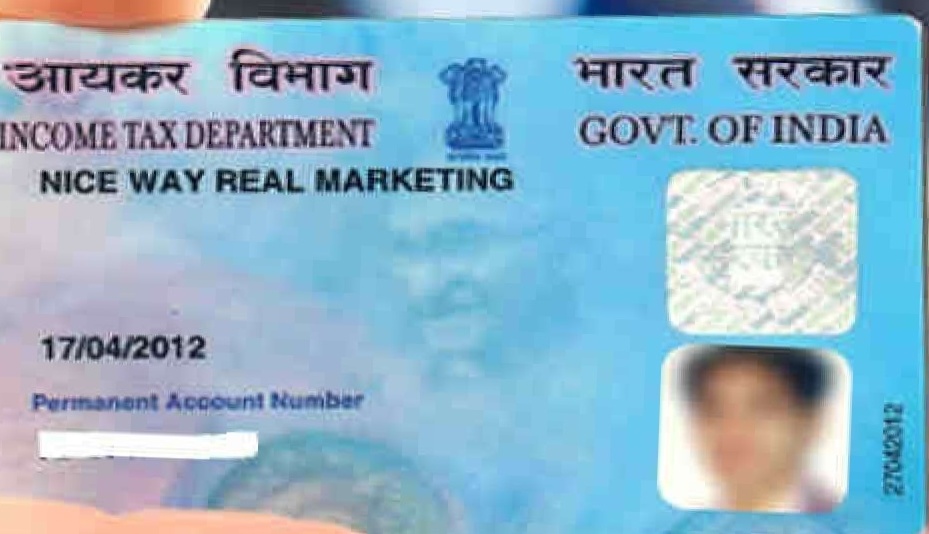 आयकर विभाग
INCOME TAX DEPARTMENT
भारत सरकार
GOVT. OF INDIA
NICE WAY REAL MARKETING
17/04/2012
Permanent Account Number
27042012